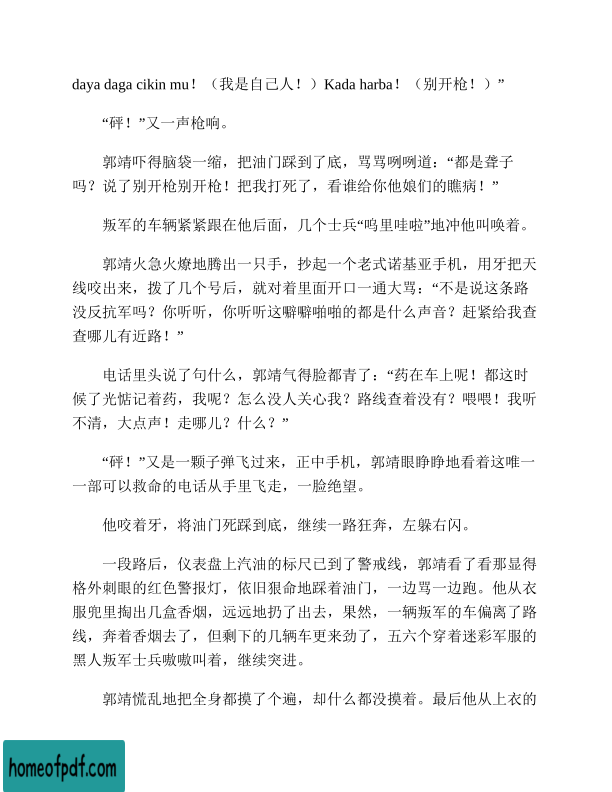 daya daga cikin mu！（我是自己人！）Kada harba！（别开枪！）”
“砰！”又一声枪响。
郭靖吓得脑袋一缩，把油门踩到了底，骂骂咧咧道：“都是聋子
吗？说了别开枪别开枪！把我打死了，看谁给你他娘们的瞧病！”
叛军的车辆紧紧跟在他后面，几个士兵“呜里哇啦”地冲他叫唤着。
郭靖火急火燎地腾出一只手，抄起一个老式诺基亚手机，用牙把天
线咬出来，拨了几个号后，就对着里面开口一通大骂：“不是说这条路
没反抗军吗？你听听，你听听这噼噼啪啪的都是什么声音？赶紧给我查
查哪儿有近路！”
电话里头说了句什么，郭靖气得脸都青了：“药在车上呢！都这时
候了光惦记着药，我呢？怎么没人关心我？路线查着没有？喂喂！我听
不清，大点声！走哪儿？什么？”
“砰！”又是一颗子弹飞过来，正中手机，郭靖眼睁睁地看着这唯一
一部可以救命的电话从手里飞走，一脸绝望。
他咬着牙，将油门死踩到底，继续一路狂奔，左躲右闪。
一段路后，仪表盘上汽油的标尺已到了警戒线，郭靖看了看那显得
格外刺眼的红色警报灯，依旧狠命地踩着油门，一边骂一边跑。他从衣
服兜里掏出几盒香烟，远远地扔了出去，果然，一辆叛军的车偏离了路
线，奔着香烟去了，但剩下的几辆车更来劲了，五六个穿着迷彩军服的
黑人叛军士兵嗷嗷叫着，继续突进。
郭靖慌乱地把全身都摸了个遍，却什么都没摸着。最后他从上衣的
homeofpdf.com